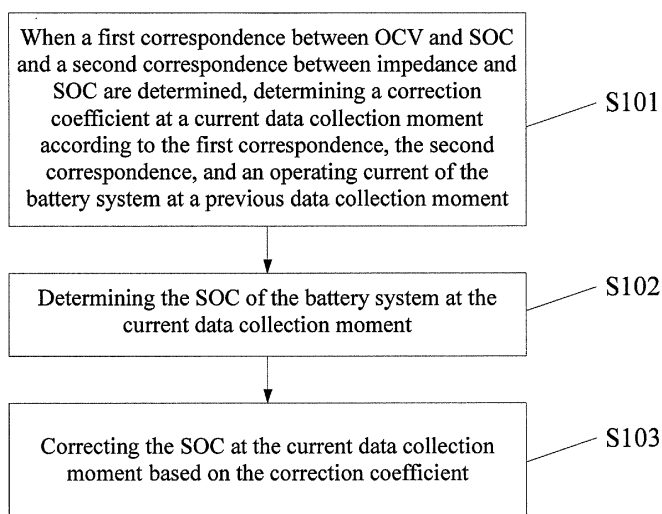 When a first correspondence between OCV and SOC
and a second correspondence between impedance and
SOC are determined, determining a correction
coefficient at a current data collection moment
according to the first correspondence, the second
correspondence, and an operating current of the
battery system at a previous data collection moment
S101
Determining the SOC of the battery system at the
current data collection moment
S102
Correcting the SOC at the current data collection
moment based on the correction coefficient
S103